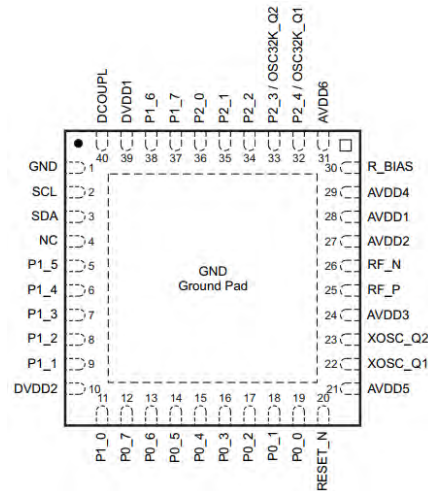 DCOUPL
DVDD1
P1_6
P1_7
P2_0
P2_1
P2_2
P2_3 / OSC32K_Q2
P2_4 / OSC32K_Q1
AVDD6
40 39 38 37 36 35 34 33 32 31
GND 1
SCL 2
SDA 3
NC 4
P1_5 5
P1_4 6
P1_3 7
P1_2 8
P1_1 9
DVDD2 10
GND
Ground Pad
30 R_BIAS
29 AVDD4
28 AVDD1
27 AVDD2
26 RF_N
25 RF_P
24 AVDD3
23 XOSC_Q2
22 XOSC_Q1
21 AVDD5
11 12 13 14 15 16 17 18 19 20
P1_0
P0_7
P0_6
P0_5
P0_4
P0_3
P0_2
P0_1
P0_0
RESET_N